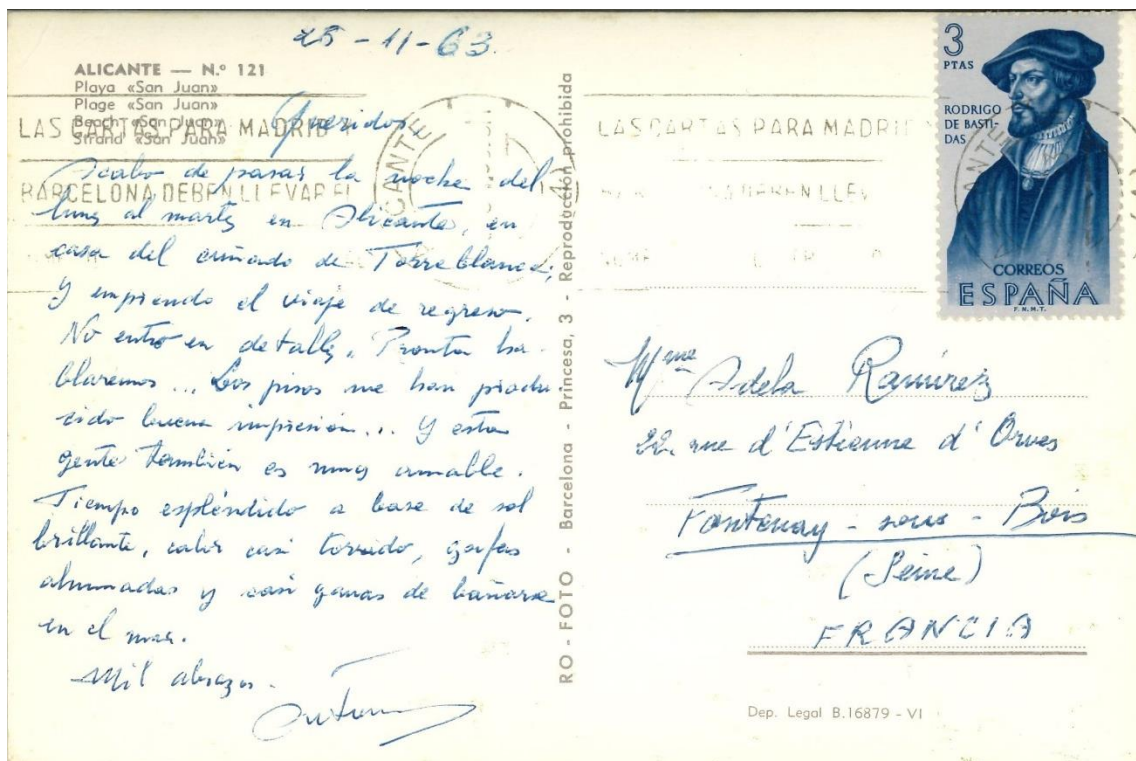 25-11-63.
ALICANTE — N.º 121
Playa «San Juan»
Plage «San Juan»
Beach «San Juan»
Strand «San Juan»
LAS CARTAS PARA MADRID
BARCELONA DEBEN LLEVAR EL
Queridos,
Acabo de pasar la noche del
lunes al martes en Alicante, en
casa del cuñado de Torreblanca,
y emprendo el viaje de regreso.
No entro en detalles. Pronto ha-
blaremos... Los pisos me han produ-
cido buena impresión... Y esta
gente también es muy amable.
Tiempo espléndido a base de sol
brillante, calor casi torrido, gafas
ahumadas y casi ganas de bañarse
en el mar.
Mil abrazos.
RO - FOTO - Barcelona - Princesa, 3 - Reproducción prohibida
LAS CARTAS PARA MADRID
3
PTAS
RODRIGO
DE BASTI-
DAS
CORREOS
ESPAÑA
F.N.M.T.
Mme Adela Ramírez
22, rue d'Estienne d'Orves
Fontenay-sous-Bois
(Seine)
FRANCIA
Dep. Legal B.16879 - VI